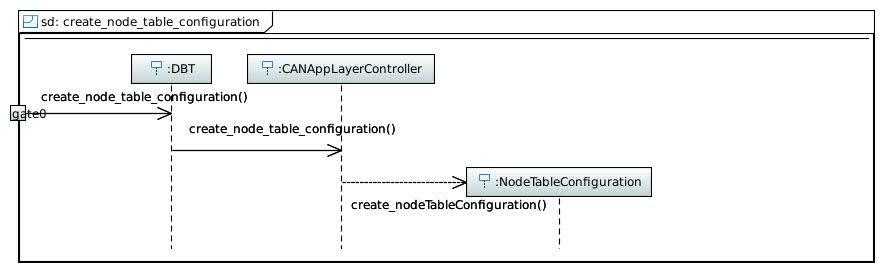 sd: create_node_table_configuration
:DBT
:CANAppLayerController
create_node_table_configuration()
gate0
create_node_table_configuration()
:NodeTableConfiguration
create_nodeTableConfiguration()